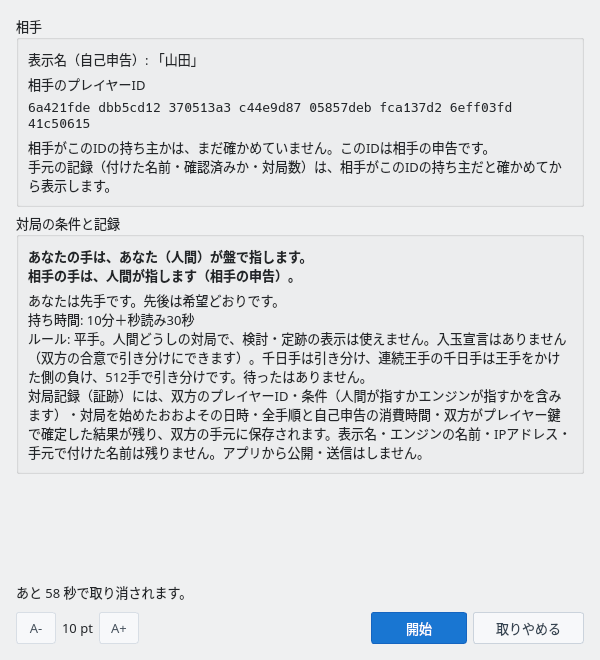 相手
表示名（自己申告）:「山田」
相手のプレイヤーID
6a421fde dbb5cd12 370513a3 c44e9d87 05857deb fca137d2 6eff03fd
41c50615
相手がこのIDの持ち主かは、まだ確かめていません。このIDは相手の申告です。
手元の記録（付けた名前・確認済みか・対局数）は、相手がこのIDの持ち主だと確かめてか
ら表示します。
対局の条件と記録
あなたの手は、あなた（人間）が盤で指します。
相手の手は、人間が指します（相手の申告）。
あなたは先手です。先後は希望どおりです。
持ち時間: 10分＋秒読み30秒
ルール: 平手。人間どうしの対局で、検討・定跡の表示は使えません。入玉宣言はありません
（双方の合意で引き分けにできます）。千日手は引き分け、連続王手の千日手は王手をかけ
た側の負け、512手で引き分けです。待ったはありません。
対局記録（証跡）には、双方のプレイヤーID・条件（人間が指すかエンジンが指すかを含み
ます）・対局を始めたおおよその日時・全手順と自己申告の消費時間・双方がプレイヤー鍵
で確定した結果が残り、双方の手元に保存されます。表示名・エンジンの名前・IPアドレス・
手元で付けた名前は残りません。アプリから公開・送信はしません。
あと 58 秒で取り消されます。
A- 10 pt A+ 開始 取りやめる